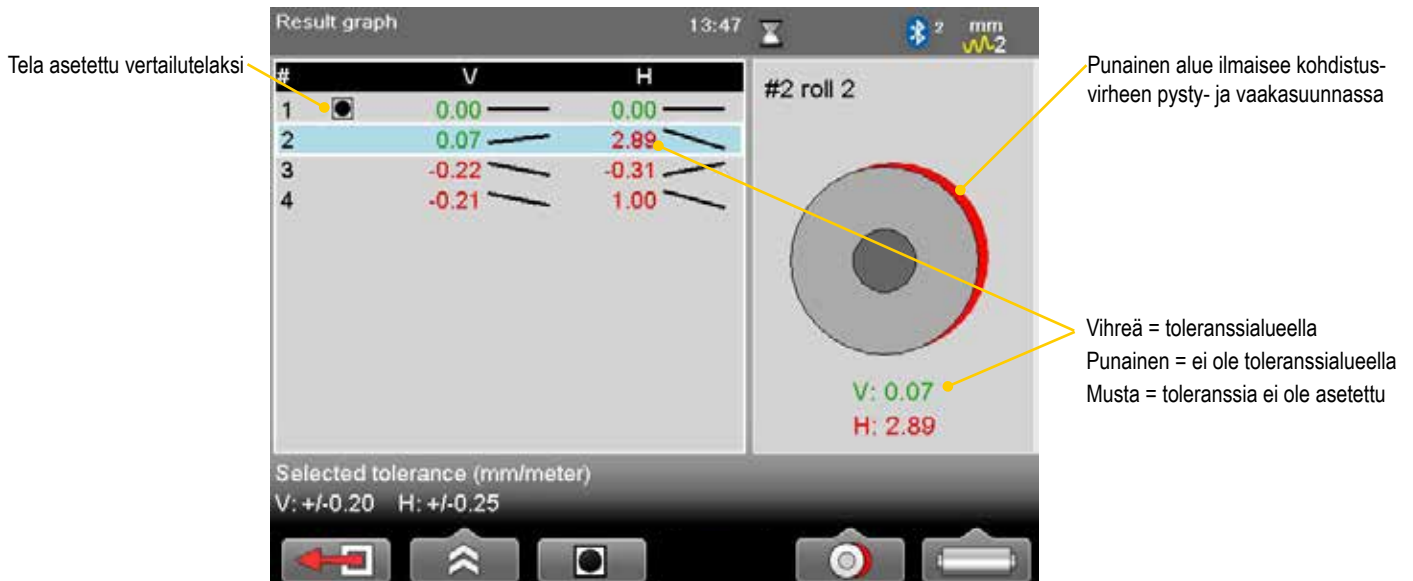 Result graph 13:47 2 mm
2
Tela asetettu vertailutelaksi
# V H
1 0.00 0.00
2 0.07 2.89
3 -0.22 -0.31
4 -0.21 1.00
#2 roll 2
V: 0.07
H: 2.89
Punainen alue ilmaisee kohdistus-
virheen pysty- ja vaakasuunnassa
Vihreä = toleranssialueella
Punainen = ei ole toleranssialueella
Musta = toleranssia ei ole asetettu
Selected tolerance (mm/meter)
V: +/-0.20 H: +/-0.25